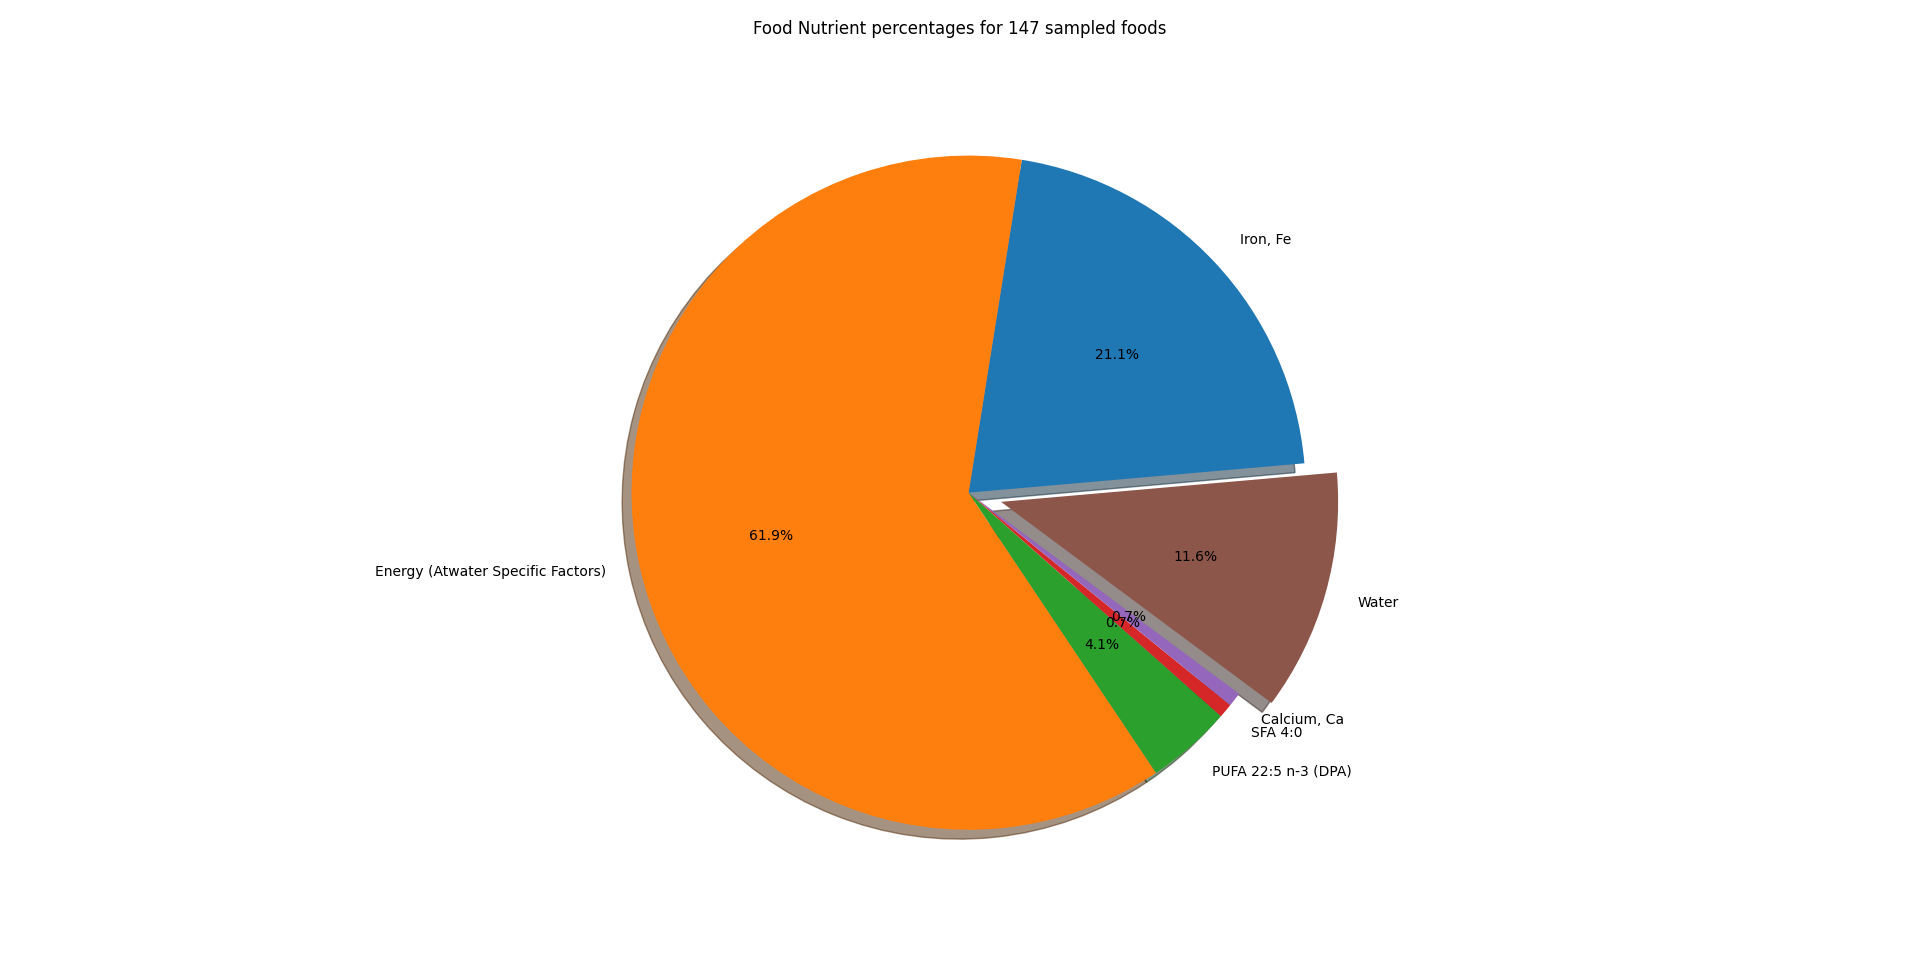 Food Nutrient percentages for 147 sampled foods
Iron, Fe
21.1%
61.9%
Energy (Atwater Specific Factors)
11.6%
Water
0.7%
0.7%
4.1%
Calcium, Ca
SFA 4:0
PUFA 22:5 n-3 (DPA)